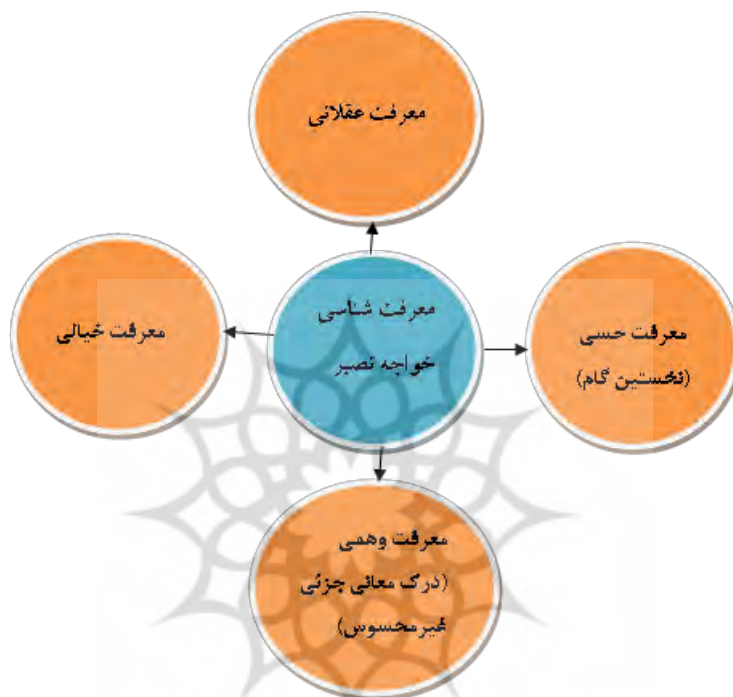 معرفت عقلانی
معرفت شناسی
خواجه نصیر
معرفت حسی
(نخستین گام)
معرفت خیالی
معرفت وهمی
(درک معانی جزئی
غیرمحسوس)